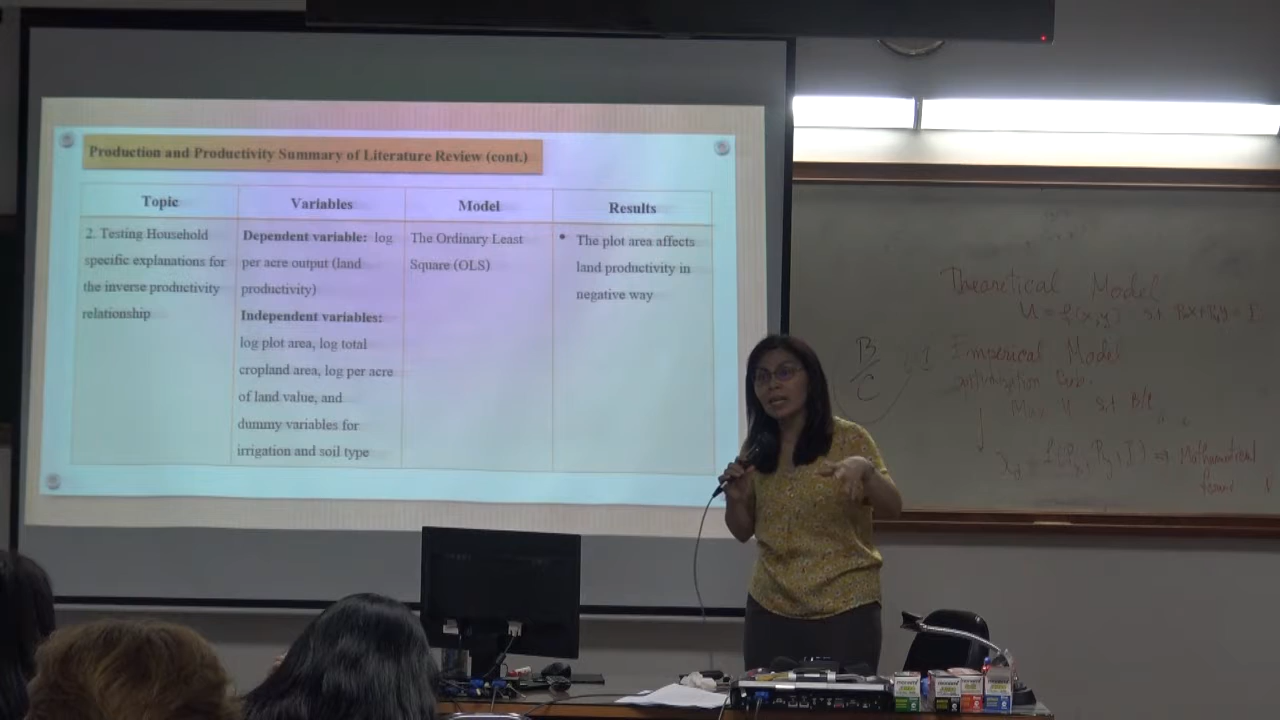 Production and Productivity Summary of Literature Review (cont.)
Topic
Variables
Model
Results
2. Testing Household
specific explanations for
the inverse productivity
relationship
Dependent variable: log
per acre output (land
productivity)
Independent variables:
log plot area, log total
cropland area, log per acre
of land value, and
dummy variables for
irrigation and soil type
The Ordinary Least
Square (OLS)
• The plot area affects
land productivity in
negative way
Theoretical Model
U = f(x,y) st
B
C
Emperical Model
Max U st
Mathematical